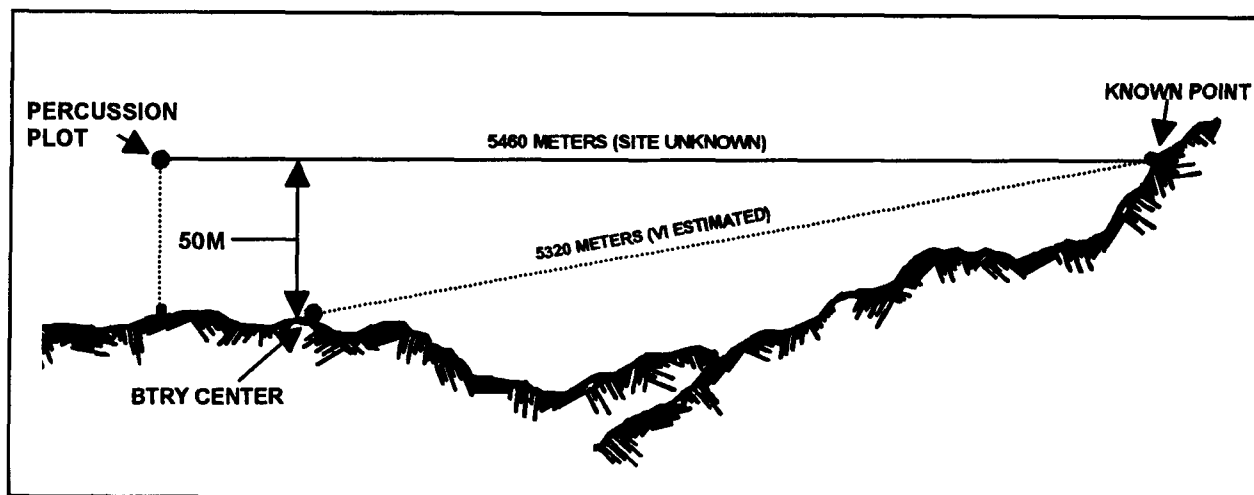 PERCUSSION
PLOT
KNOWN POINT
5460 METERS (SITE UNKNOWN)
50M
5320 METERS (VI ESTIMATED)
BTRY CENTER